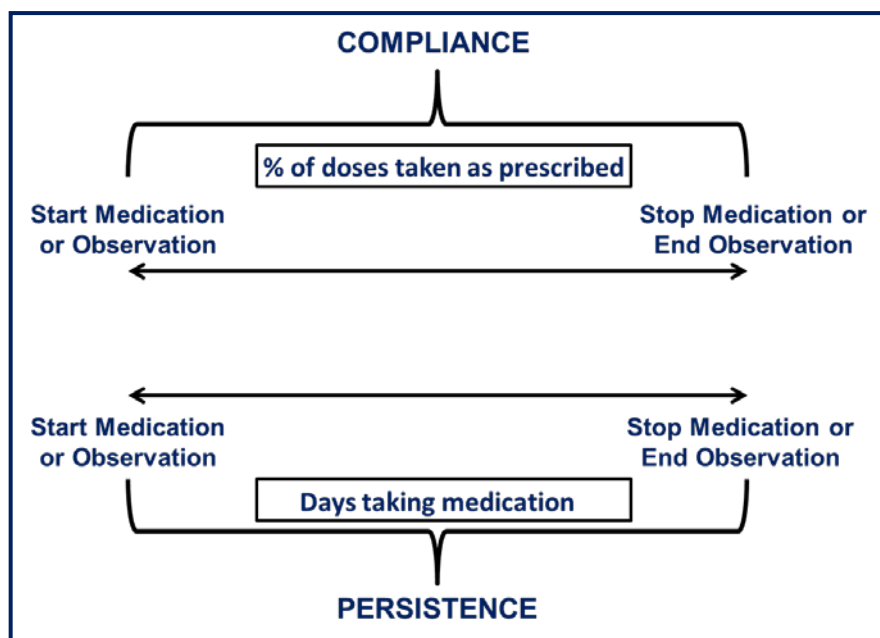 COMPLIANCE
% of doses taken as prescribed
Start Medication
or Observation
Stop Medication or
End Observation
Start Medication
or Observation
Stop Medication or
End Observation
Days taking medication
PERSISTENCE